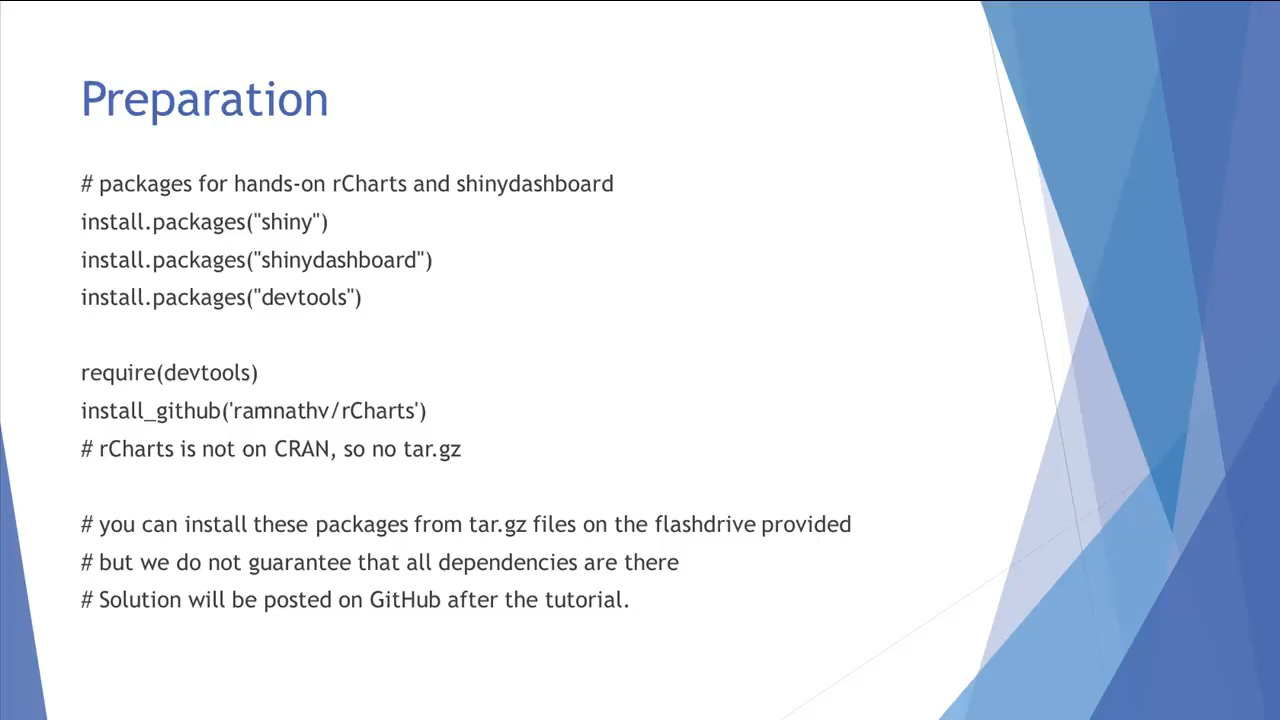 Preparation
# packages for hands-on rCharts and shinydashboard
install.packages("shiny")
install.packages("shinydashboard")
install.packages("devtools")
require(devtools)
install_github('ramnathv/rCharts')
# rCharts is not on CRAN, so no tar.gz
# you can install these packages from tar.gz files on the flashdrive provided
# but we do not guarantee that all dependencies are there
# Solution will be posted on GitHub after the tutorial.